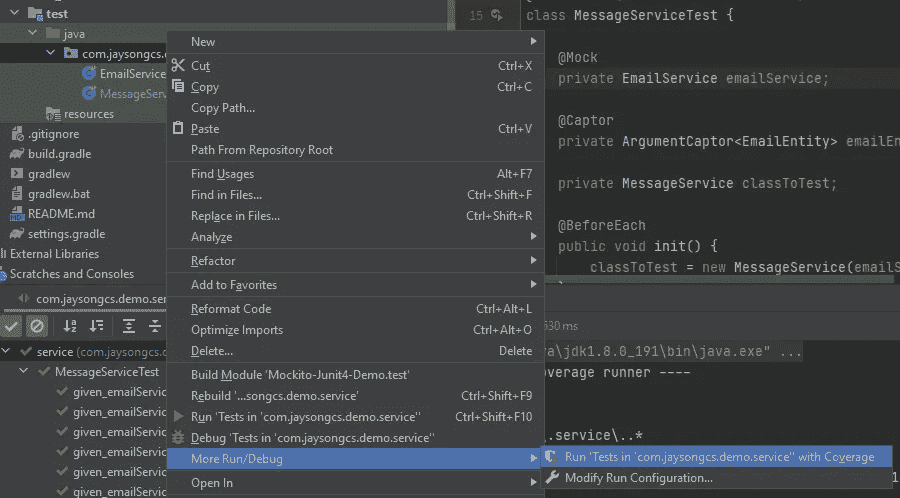 test
java
com.jaysongcs.d
EmailService
MessageServ
resources
.gitignore
build.gradle
gradlew
gradlew.bat
README.md
settings.gradle
External Libraries
Scratches and Consoles
com.jaysongcs.demo.ser
service (com.jaysongcs.d
MessageServiceTest
given_emailServic
given_emailServic
given_emailServic
given_emailServic
given_emailServic
given_emailServic
New
Cut Ctrl+X
Copy Ctrl+C
Copy Path...
Paste Ctrl+V
Path From Repository Root
Find Usages Alt+F7
Find in Files... Ctrl+Shift+F
Replace in Files... Ctrl+Shift+R
Analyze
Refactor
Add to Favorites
Reformat Code Ctrl+Alt+L
Optimize Imports Ctrl+Alt+O
Delete... Delete
Build Module 'Mockito-Junit4-Demo.test'
Rebuild '...songcs.demo.service' Ctrl+Shift+F9
Run 'Tests in 'com.jaysongcs.demo.service'' Ctrl+Shift+F10
Debug 'Tests in 'com.jaysongcs.demo.service''
More Run/Debug
Open In
Run 'Tests in 'com.jaysongcs.demo.service'' with Coverage
Modify Run Configuration...
15
class MessageServiceTest {
@Mock
private EmailService emailService;
@Captor
private ArgumentCaptor<EmailEntity> emailEn
private MessageService classToTest;
@BeforeEach
public void init() {
classToTest = new MessageService(emailS
}
530 ms
a\jdk1.8.0_191\bin\java.exe" ...
overage runner ----
.service\..*